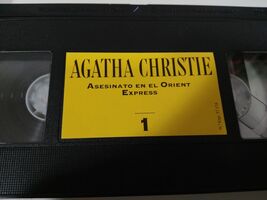 AGATHA CHRISTIE
ASESINATO EN EL ORIENT
EXPRESS
1